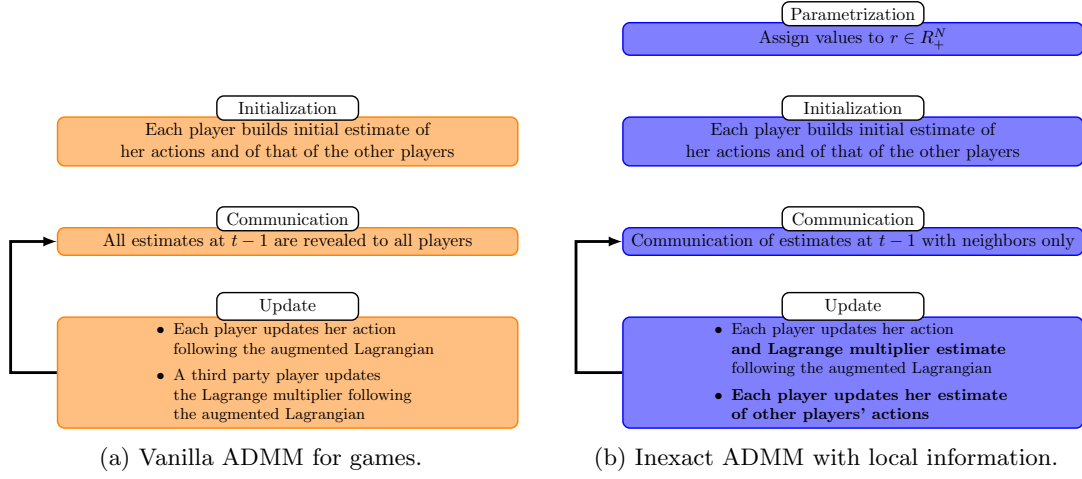 Initialization
Each player builds initial estimate of
her actions and of that of the other players
Communication
All estimates at t − 1 are revealed to all players
Update
• Each player updates her action
following the augmented Lagrangian
• A third party player updates
the Lagrange multiplier following
the augmented Lagrangian
(a) Vanilla ADMM for games.
Parametrization
Assign values to r ∈ R_+^N
Initialization
Each player builds initial estimate of
her actions and of that of the other players
Communication
Communication of estimates at t − 1 with neighbors only
Update
• Each player updates her action
and Lagrange multiplier estimate
following the augmented Lagrangian
• Each player updates her estimate
of other players' actions
(b) Inexact ADMM with local information.